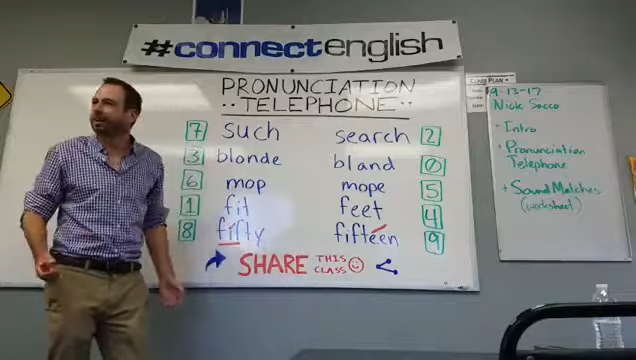 #connectenglish
PRONUNCIATION
TELEPHONE
7 such search 2
3 blonde bland 0
6 mop mope 5
1 fit feet 4
8 fifty fifteen 9
SHARE THIS CLASS
CLASS PLAN
9-13-17
Nick Sacco
- Intro
Pronunciation
Telephone
+ Sound Matches
(worksheet)